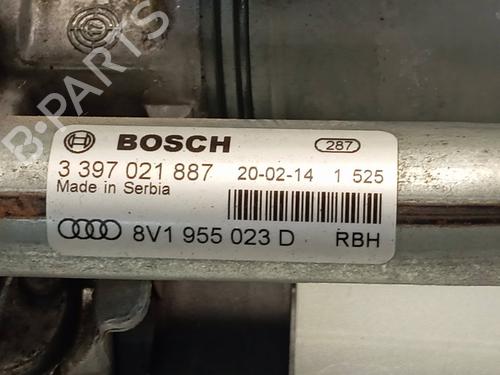 B-PARTS
BOSCH 287
3 397 021 887 20-02-14 1 525
Made in Serbia
8V1 955 023 D RBH